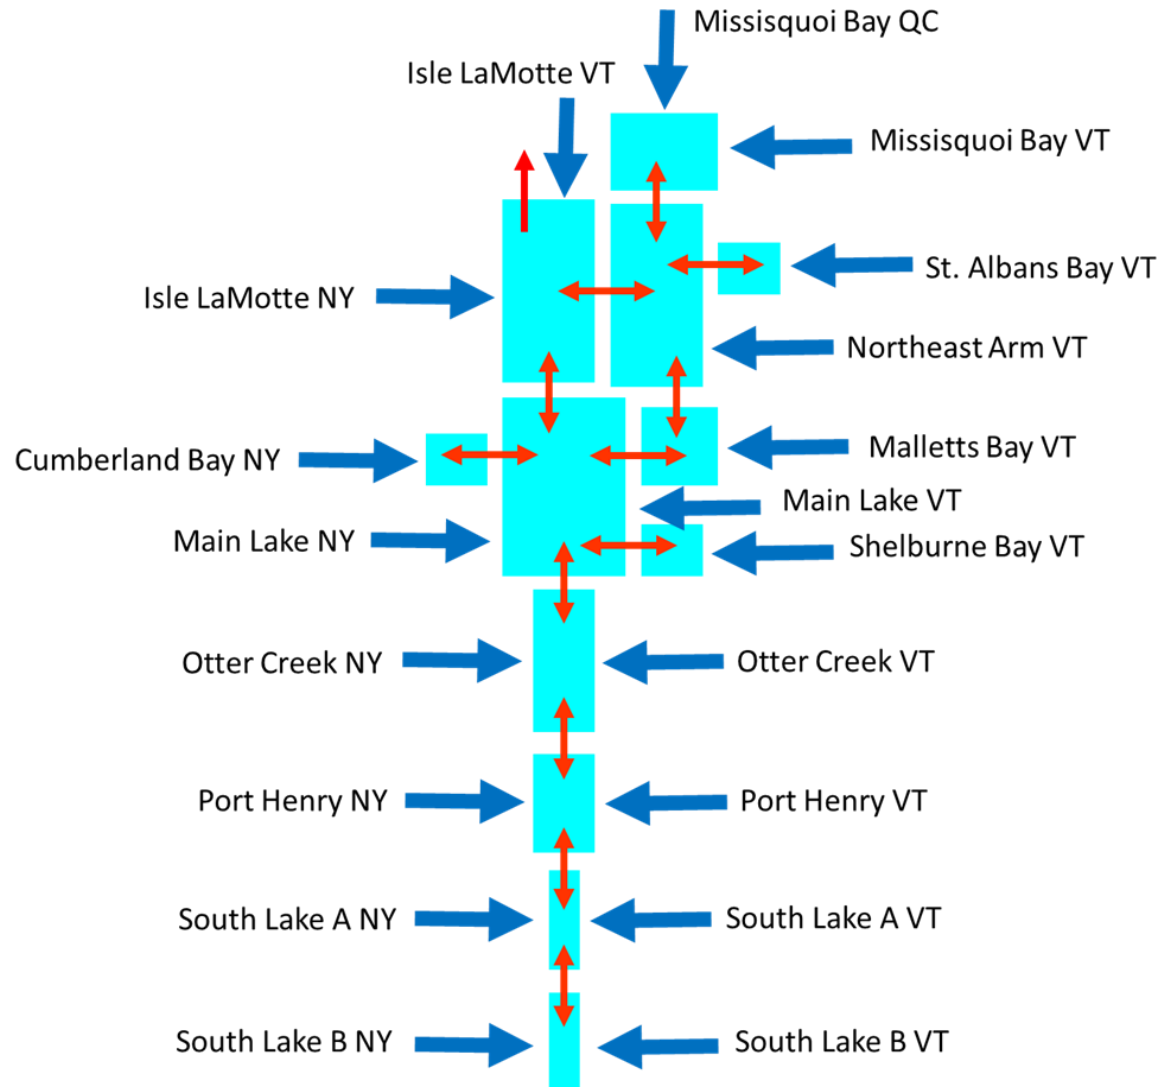 Missisquoi Bay QC
Isle LaMotte VT
Missisquoi Bay VT
St. Albans Bay VT
Isle LaMotte NY
Northeast Arm VT
Cumberland Bay NY
Malletts Bay VT
Main Lake VT
Main Lake NY
Shelburne Bay VT
Otter Creek NY
Otter Creek VT
Port Henry NY
Port Henry VT
South Lake A NY
South Lake A VT
South Lake B NY
South Lake B VT